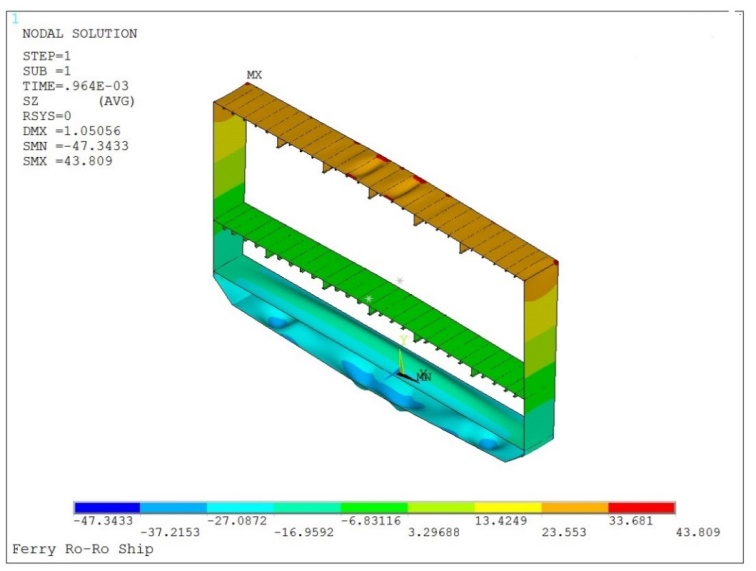 1
NODAL SOLUTION
STEP=1
SUB =1
TIME=.964E-03
SZ (AVG)
RSYS=0
DMX =1.05056
SMN =-47.3433
SMX =43.809
MX
Y
MN
-47.3433 -37.2153 -27.0872 -16.9592 -6.83116 3.29688 13.4249 23.553 33.681 43.809
Ferry Ro-Ro Ship